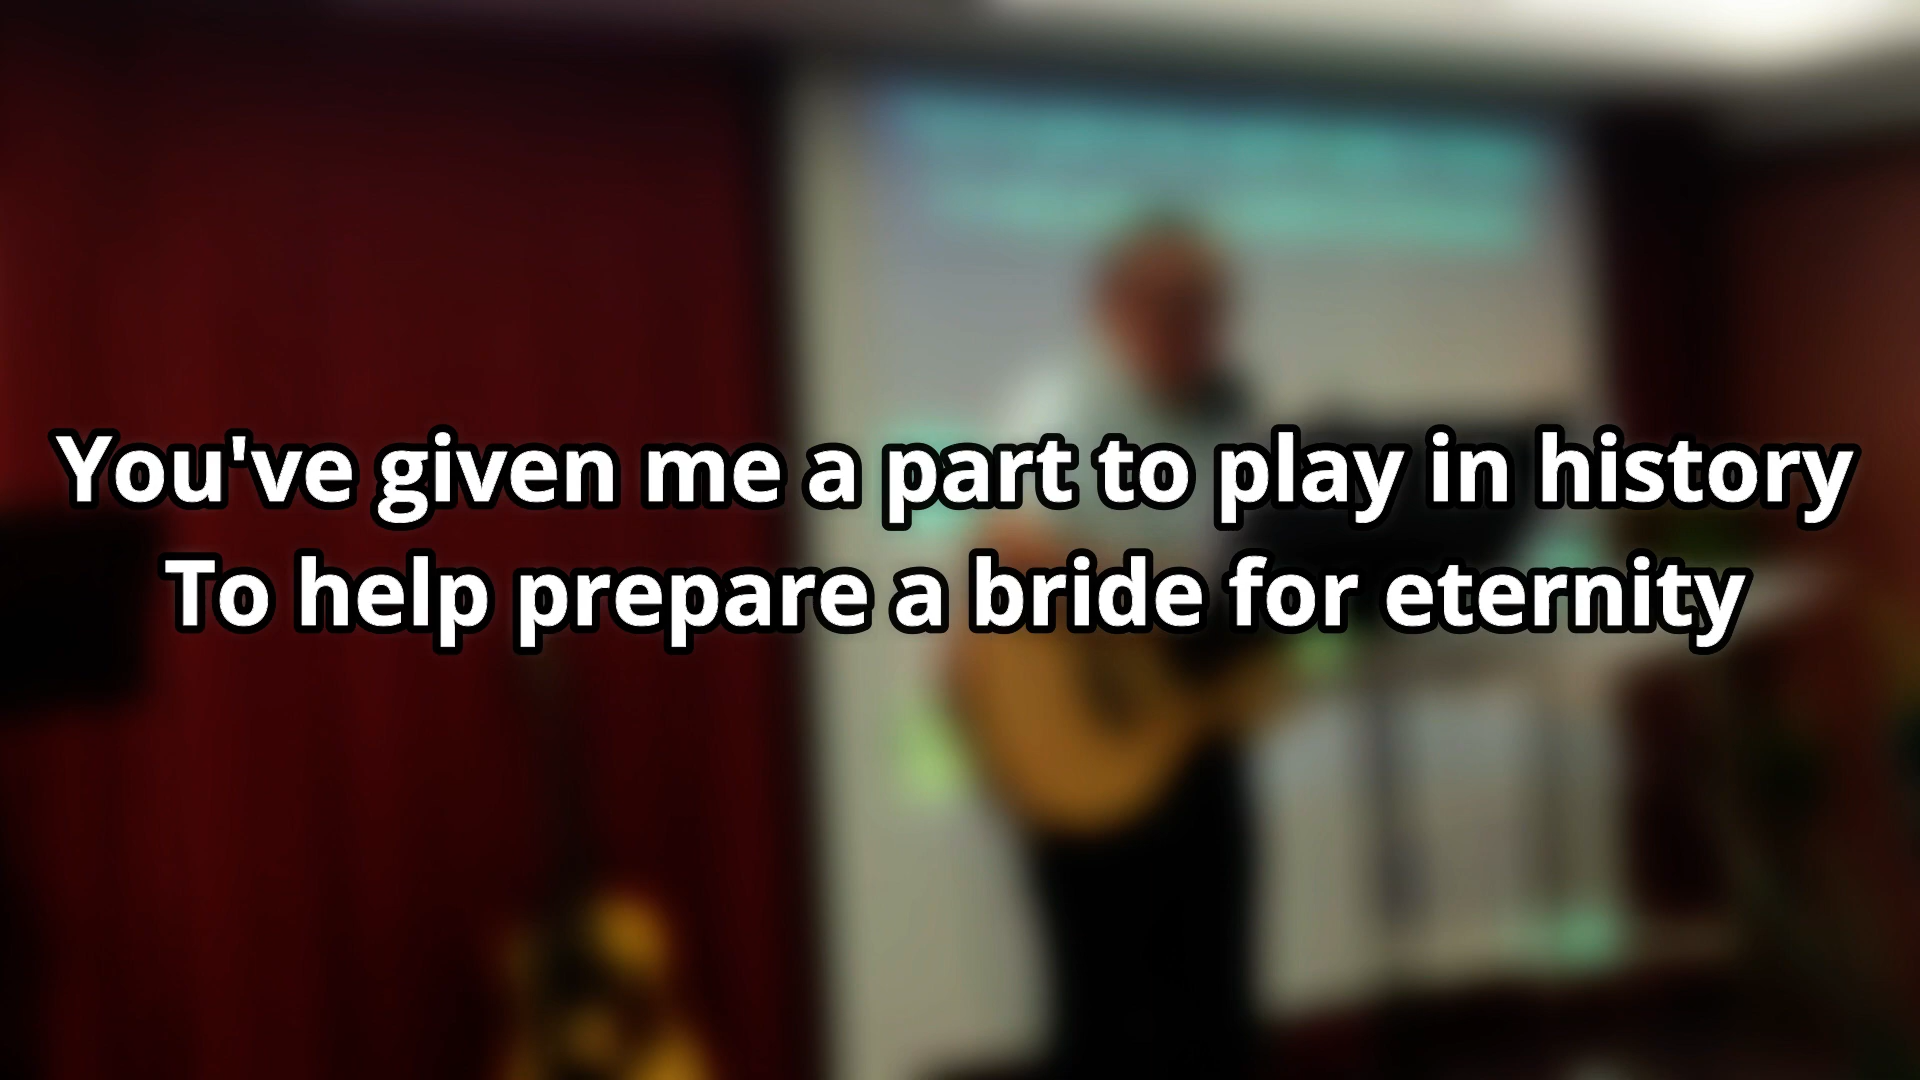 You've given me a part to play in history
To help prepare a bride for eternity